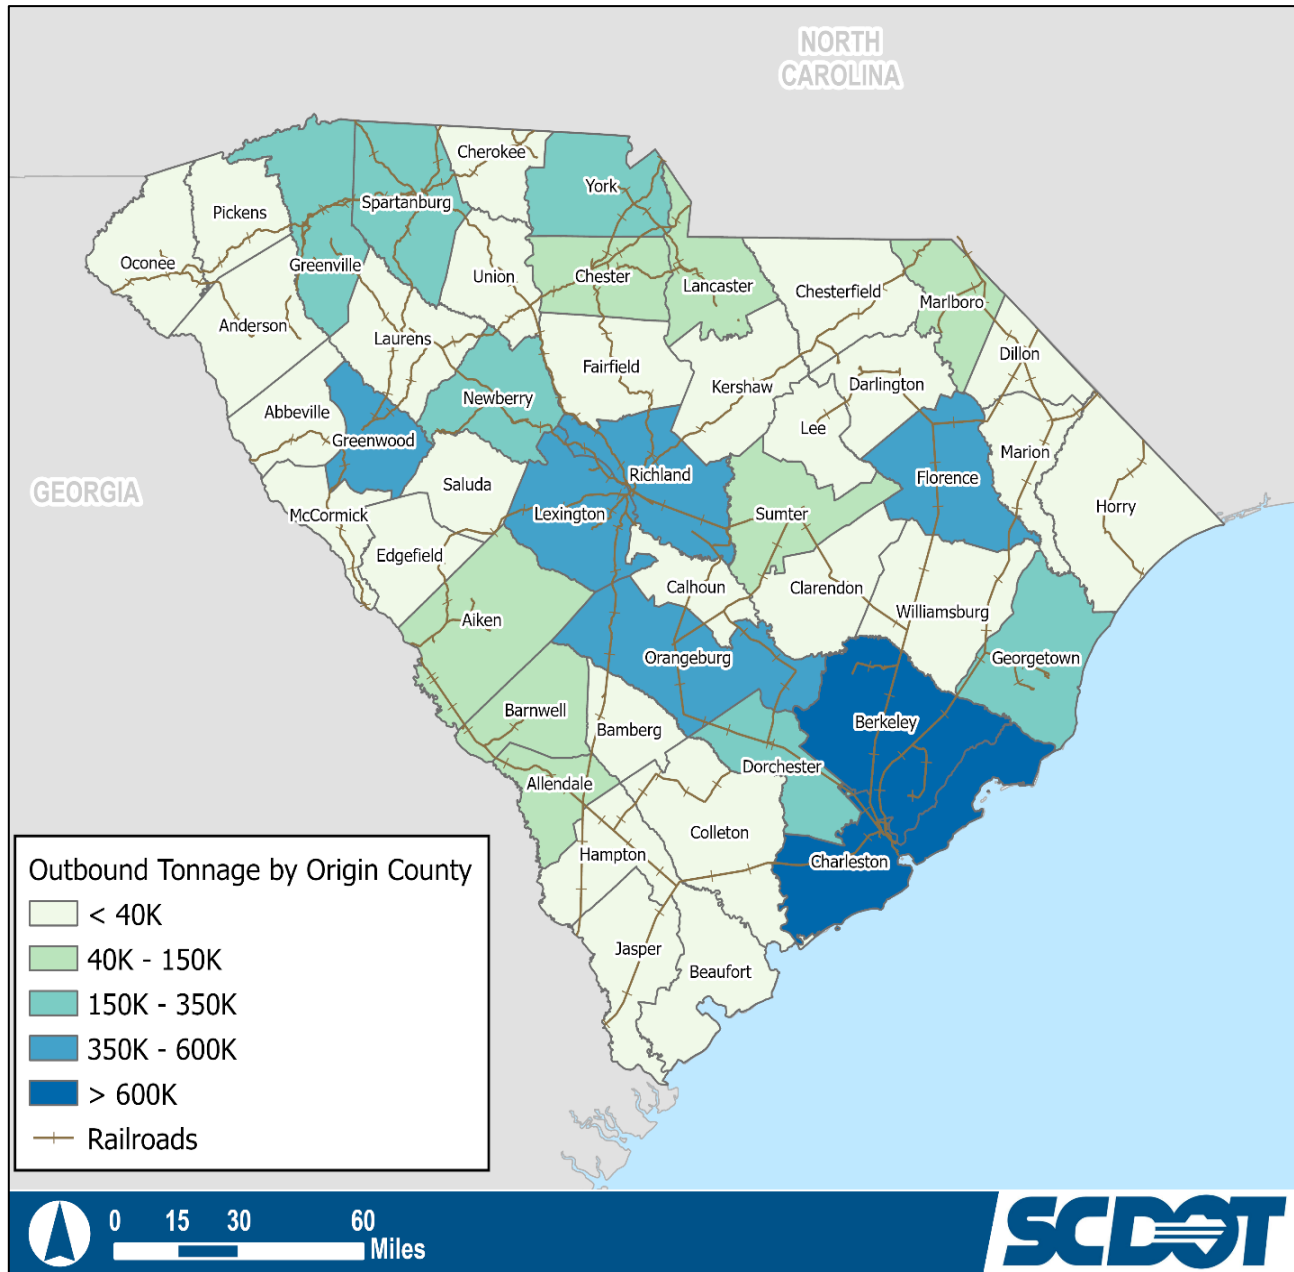 NORTH
CAROLINA
Cherokee
York
Spartanburg
Pickens
Oconee
Greenville
Union
Chester
Lancaster
Chesterfield
Marlboro
Anderson
Laurens
Fairfield
Dillon
Kershaw
Darlington
Newberry
Abbeville
Greenwood
Lee
Marion
GEORGIA
Saluda
Richland
Florence
Horry
McCormick
Lexington
Sumter
Edgefield
Calhoun
Clarendon
Williamsburg
Aiken
Orangeburg
Georgetown
Barnwell
Bamberg
Berkeley
Dorchester
Allendale
Colleton
Hampton
Charleston
Jasper
Beaufort
Outbound Tonnage by Origin County
< 40K
40K - 150K
150K - 350K
350K - 600K
> 600K
Railroads
0 15 30 60
Miles
SCDOT